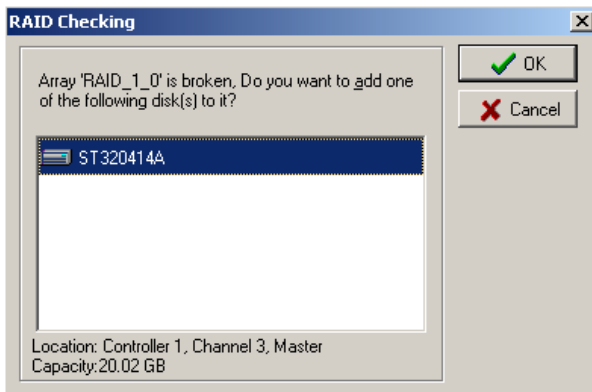 RAID Checking
Array 'RAID_1_0' is broken, Do you want to add one
of the following disk(s) to it?
OK
Cancel
ST320414A
Location: Controller 1, Channel 3, Master
Capacity:20.02 GB